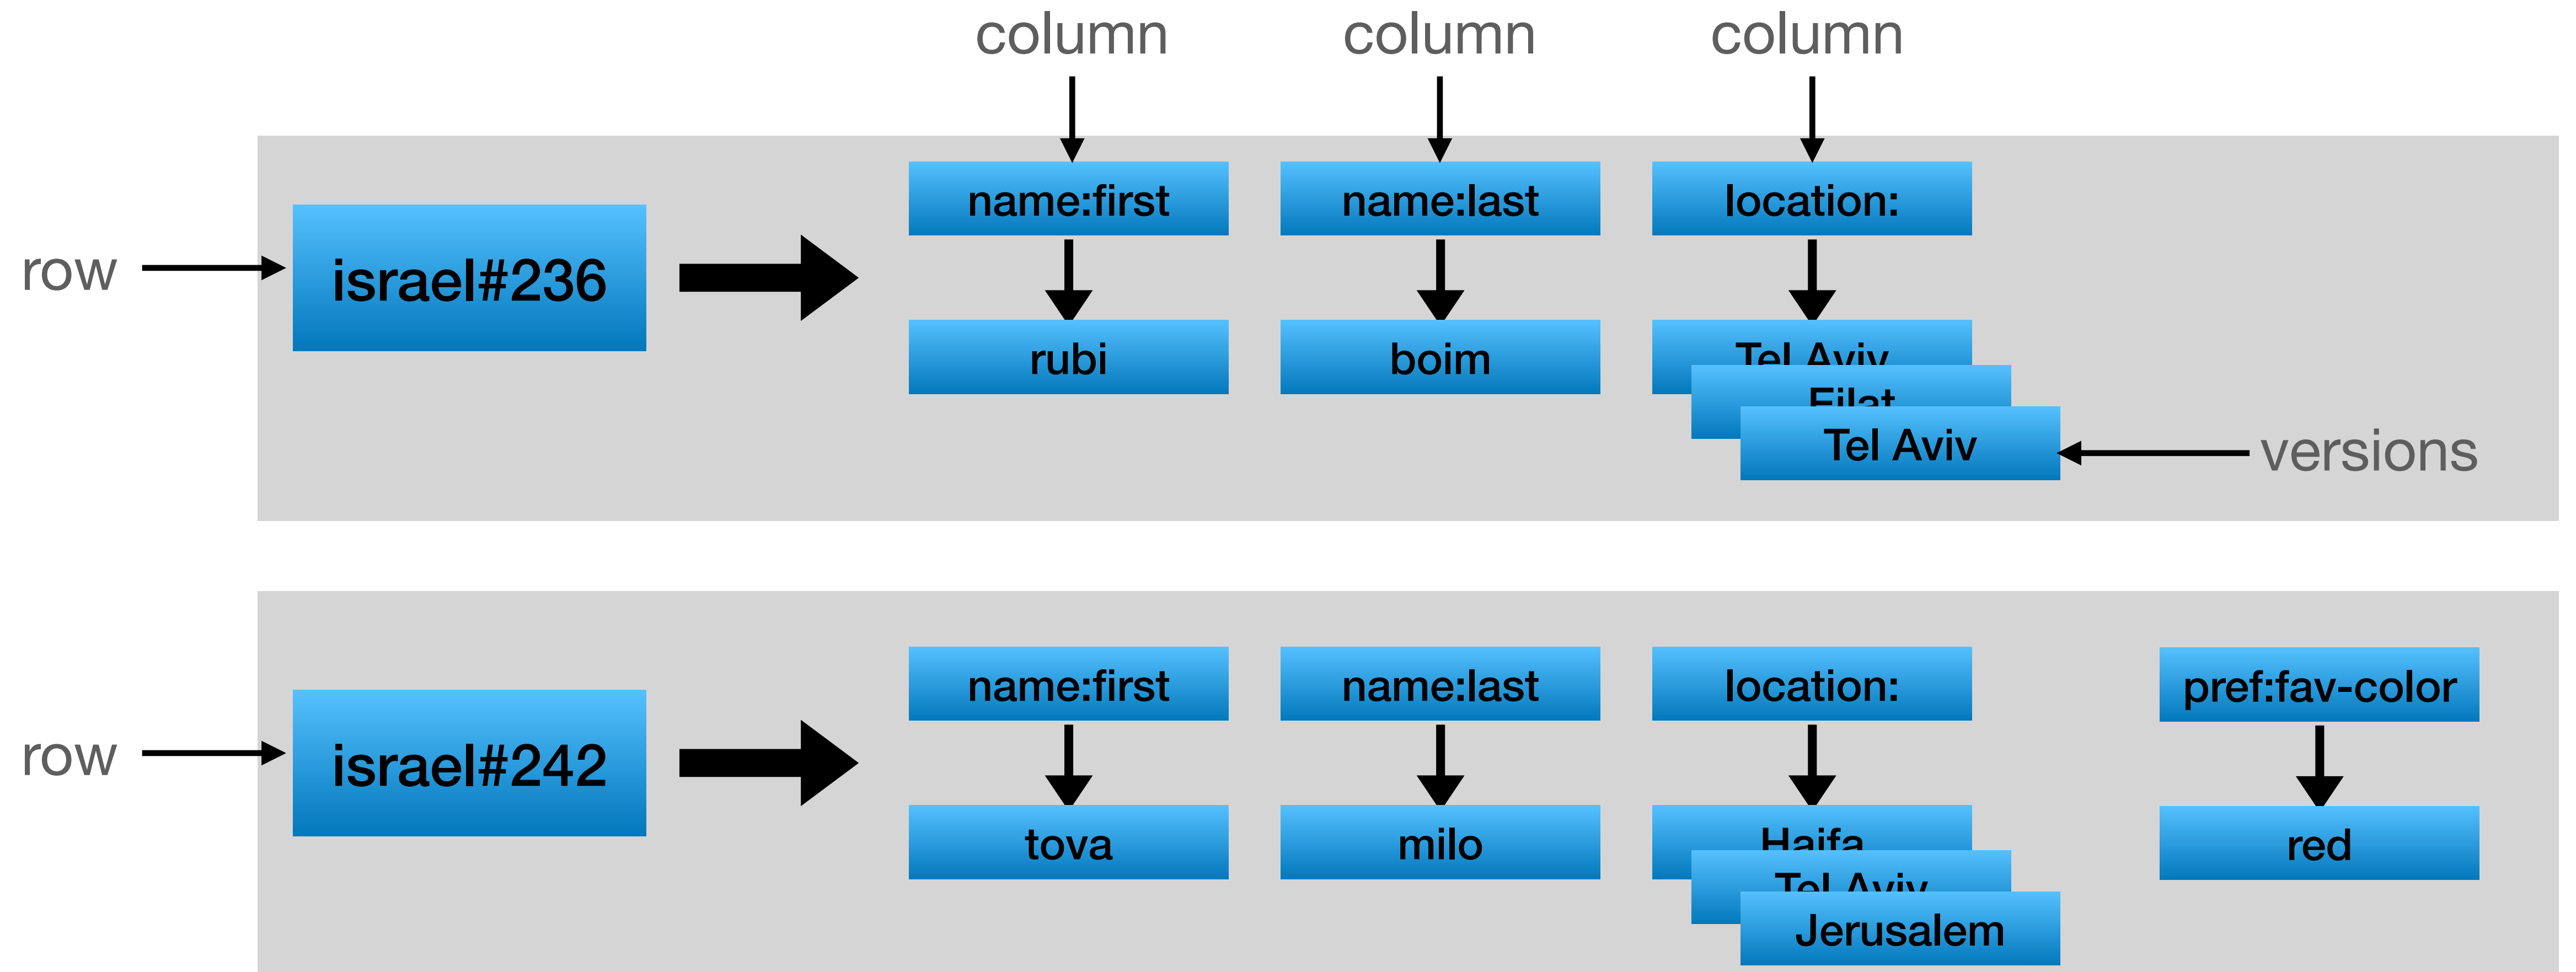 column column column
name:first name:last location:
row israel#236
rubi boim Tel Aviv
Eilat
Tel Aviv versions
name:first name:last location: pref:fav-color
row israel#242
tova milo Haifa red
Tel Aviv
Jerusalem